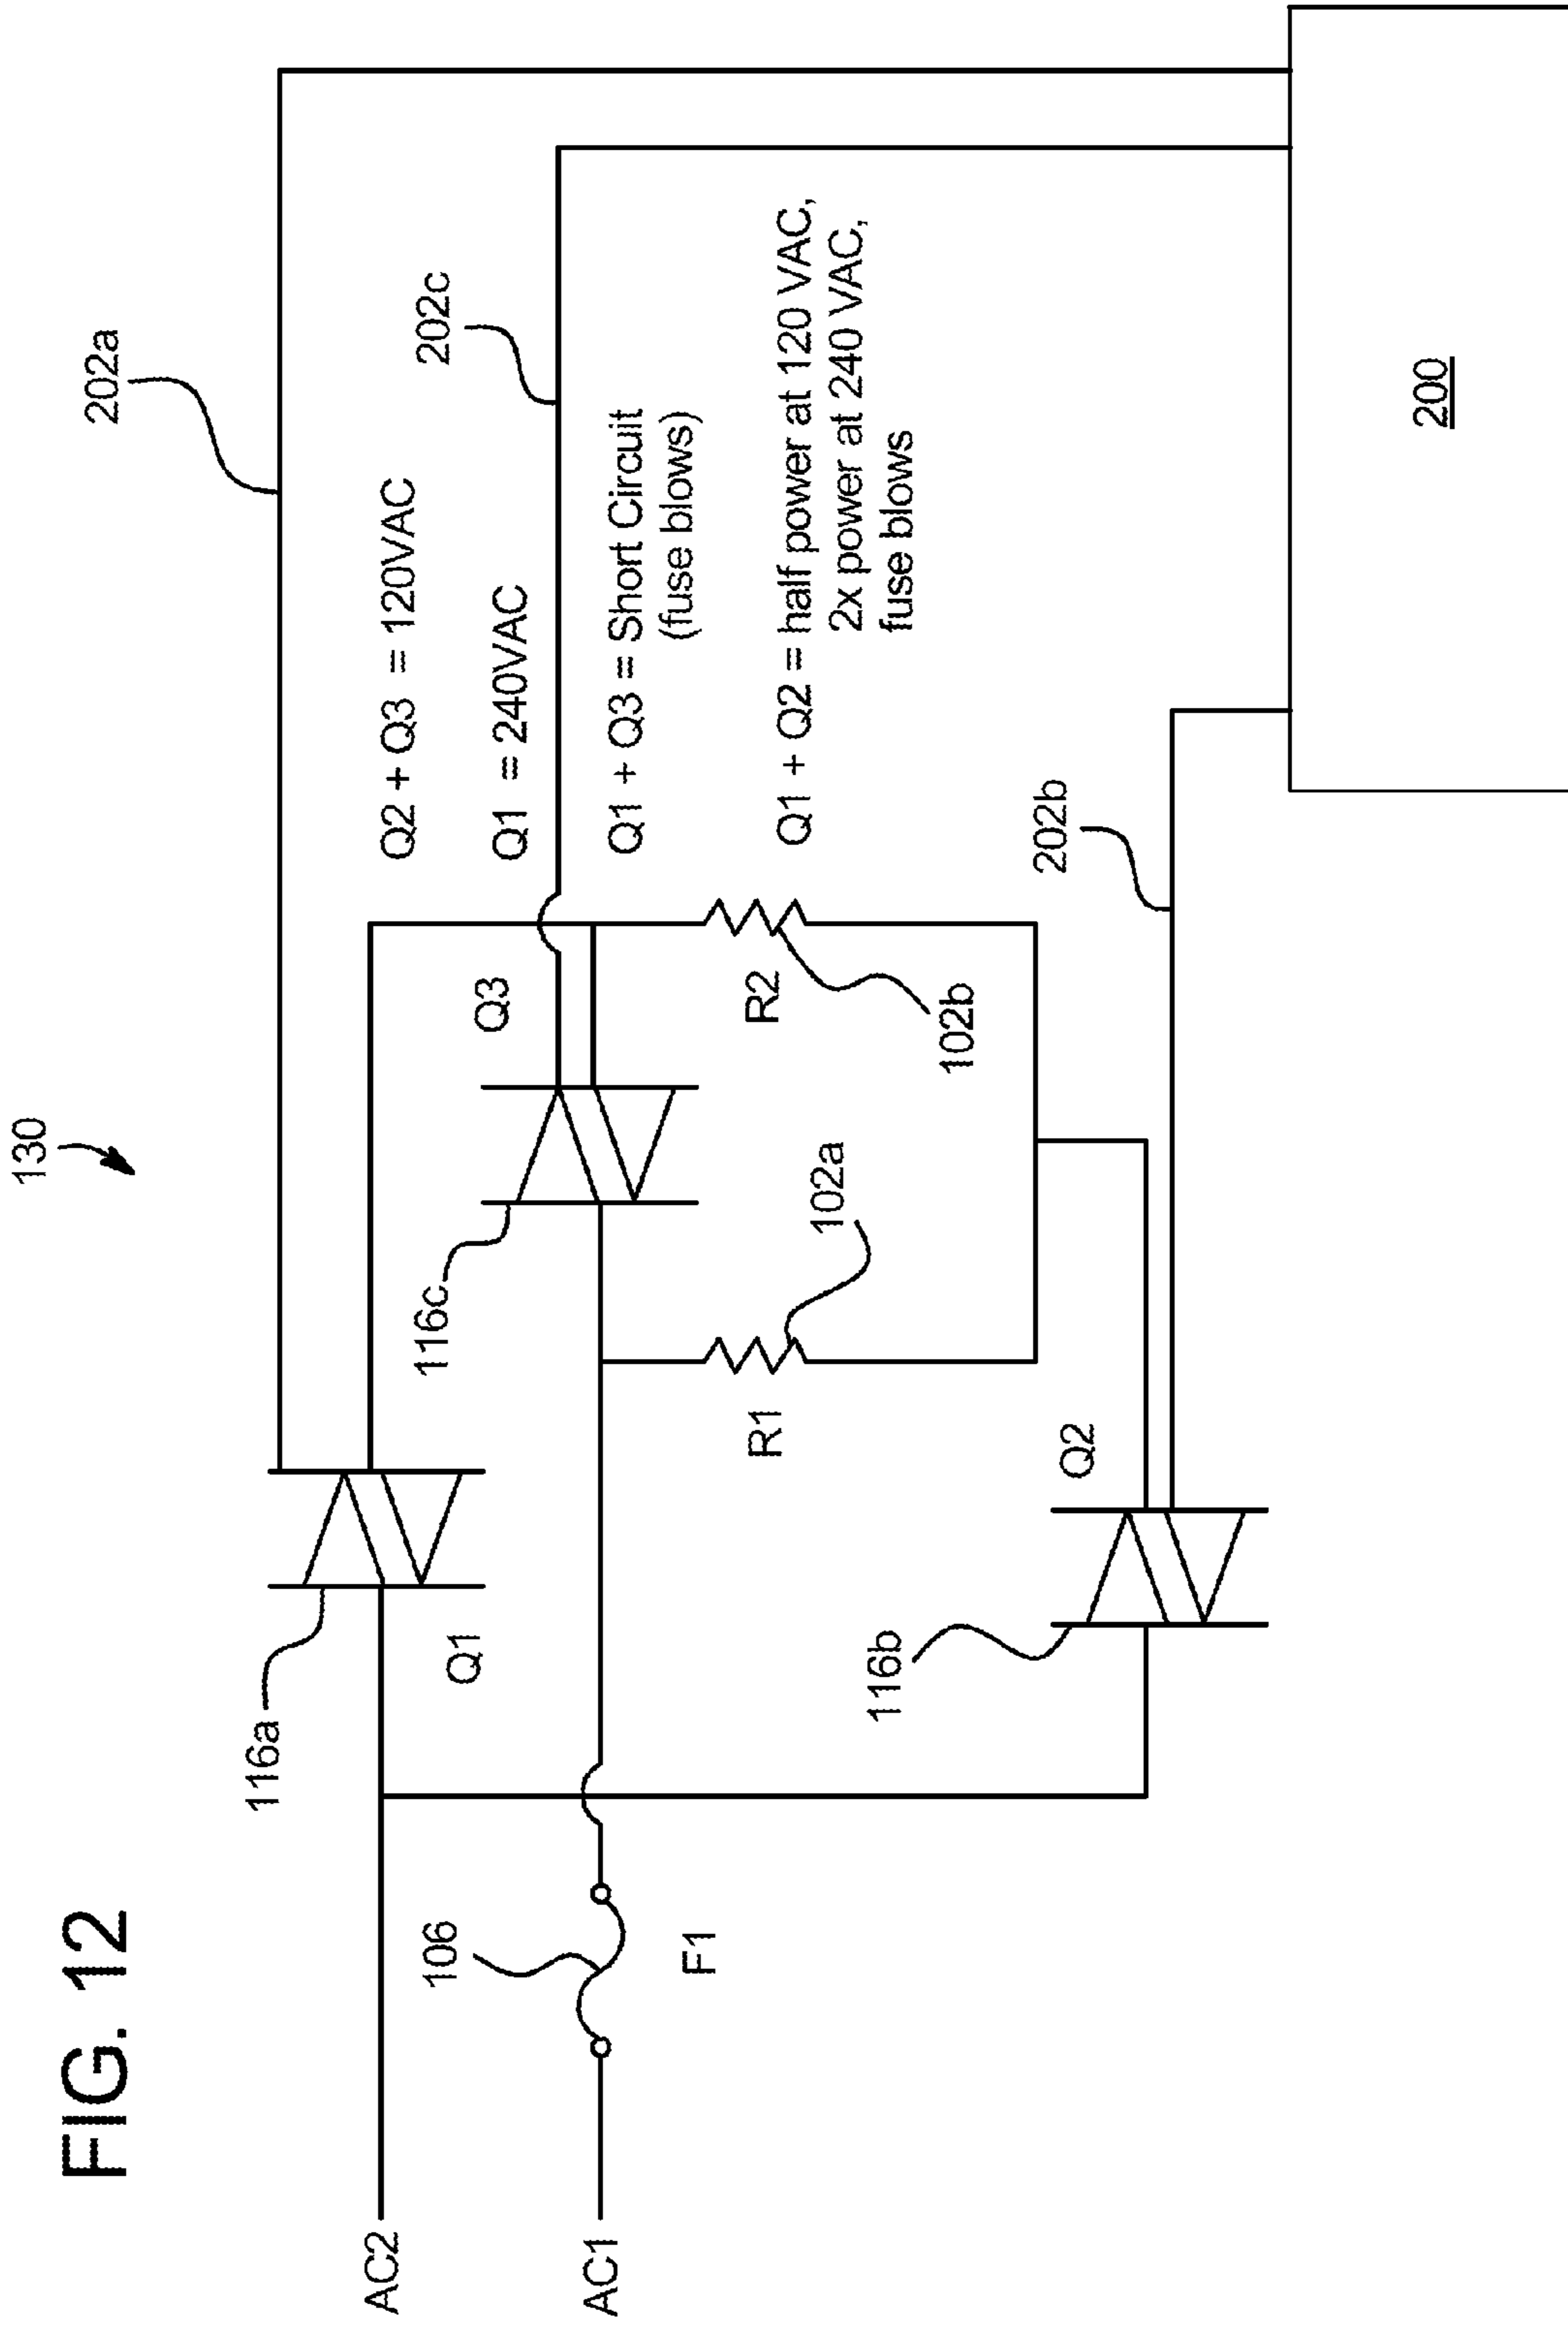 FIG. 12
130
202a
202c
Q2 + Q3 = 120VAC
Q1 = 240VAC
Q1 + Q3 = Short Circuit
(fuse blows)
Q1 + Q2 = half power at 120 VAC,
2x power at 240 VAC,
fuse blows
116a
Q1
AC2
106
F1
AC1
116c
Q3
R1
102a
R2
102b
116b
Q2
202b
200